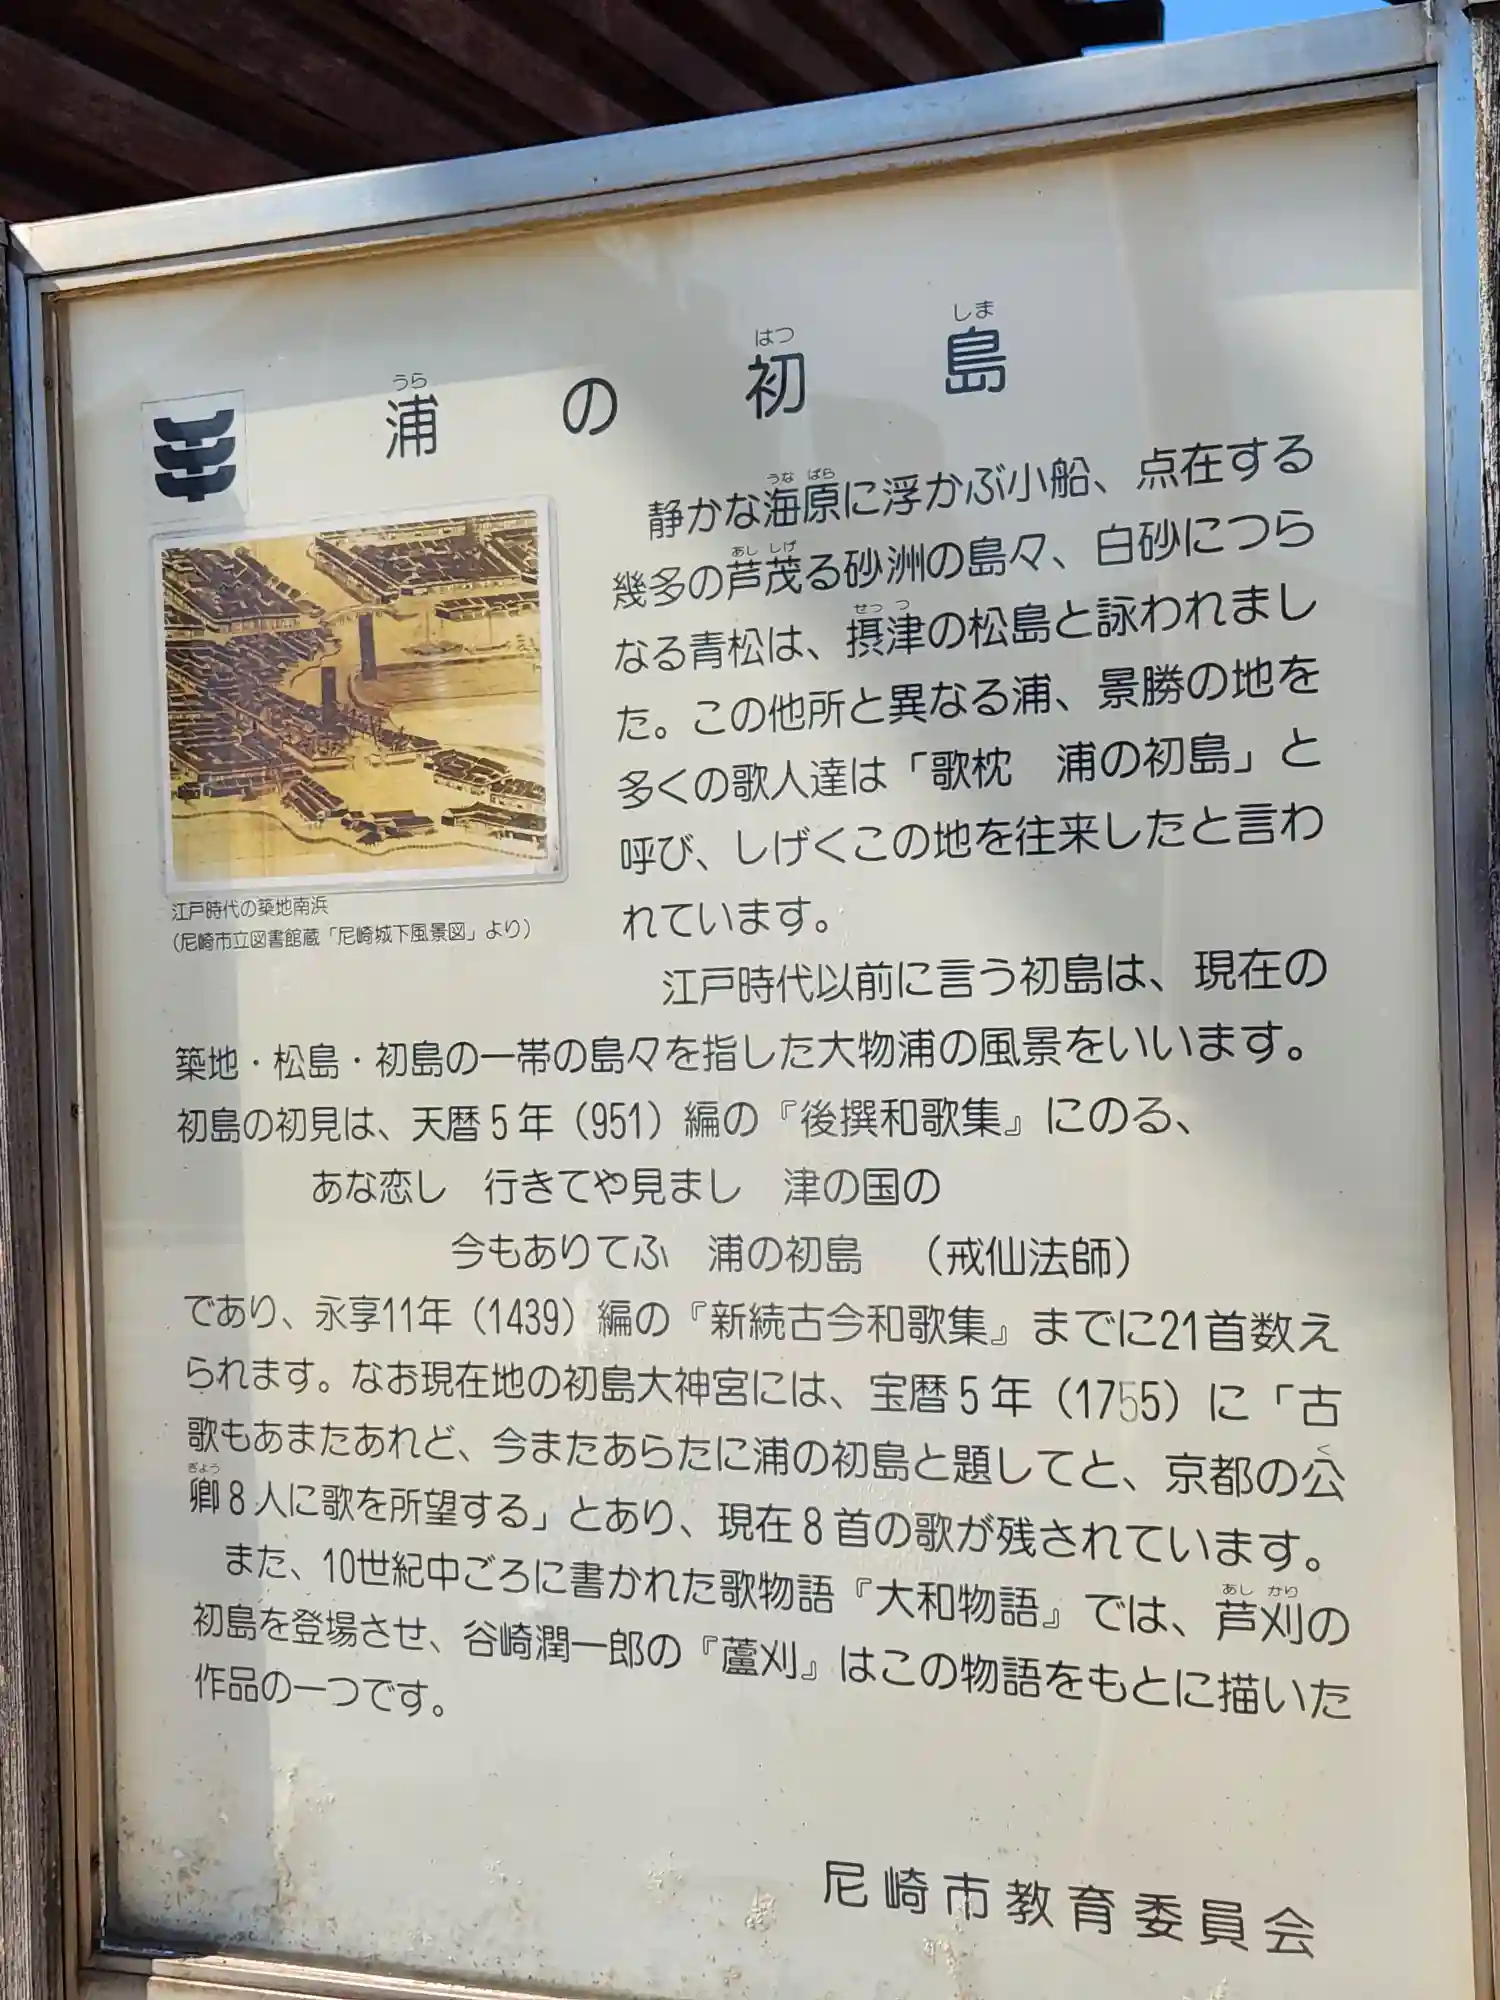 浦の初島
静かな海原に浮かぶ小船、点在する
幾多の芦茂る砂洲の島々、白砂につら
なる青松は、摂津の松島と詠われまし
た。この他所と異なる浦、景勝の地を
多くの歌人達は「歌枕　浦の初島」と
呼び、しげくこの地を往来したと言わ
れています。
江戸時代の築地南浜
（尼崎市立図書館蔵「尼崎城下風景図」より）
江戸時代以前に言う初島は、現在の
築地・松島・初島の一帯の島々を指した大物浦の風景をいいます。
初島の初見は、天暦5年（951）編の『後撰和歌集』にのる、
あな恋し　行きてや見まし　津の国の
今もありてふ　浦の初島　（戒仙法師）
であり、永享11年（1439）編の『新続古今和歌集』までに21首数え
られます。なお現在地の初島大神宮には、宝暦5年（1755）に「古
歌もあまたあれど、今またあらたに浦の初島と題してと、京都の公
卿8人に歌を所望する」とあり、現在8首の歌が残されています。
また、10世紀中ごろに書かれた歌物語『大和物語』では、芦刈の
初島を登場させ、谷崎潤一郎の『蘆刈』はこの物語をもとに描いた
作品の一つです。
尼崎市教育委員会